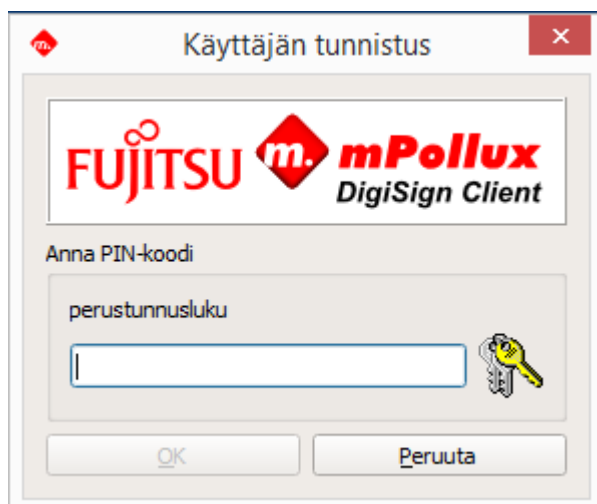 m.
Käyttäjän tunnistus
FUJITSU m. mPollux
DigiSign Client
Anna PIN-koodi
perustunnusluku
OK
Peruuta